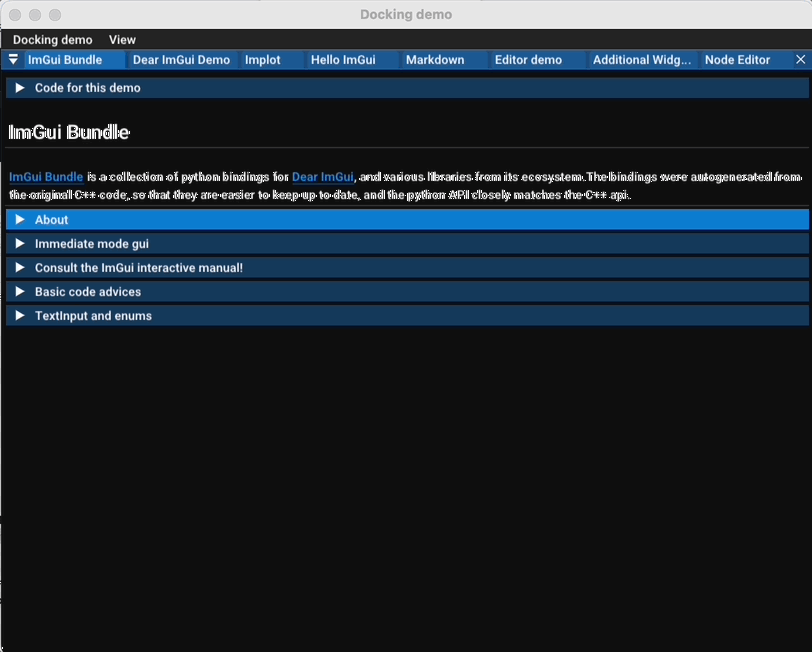 Docking demo
Docking demo View
ImGui Bundle Dear ImGui Demo Implot Hello ImGui Markdown Editor demo Additional Widg... Node Editor
Code for this demo
ImGui Bundle
ImGui Bundle is a collection of python bindings for Dear ImGui, and various libraries from its ecosystem. The bindings were autogenerated from
the original C++ code, so that they are easier to keep up to date, and the python API closely matches the C++ api.
About
Immediate mode gui
Consult the ImGui interactive manual!
Basic code advices
TextInput and enums